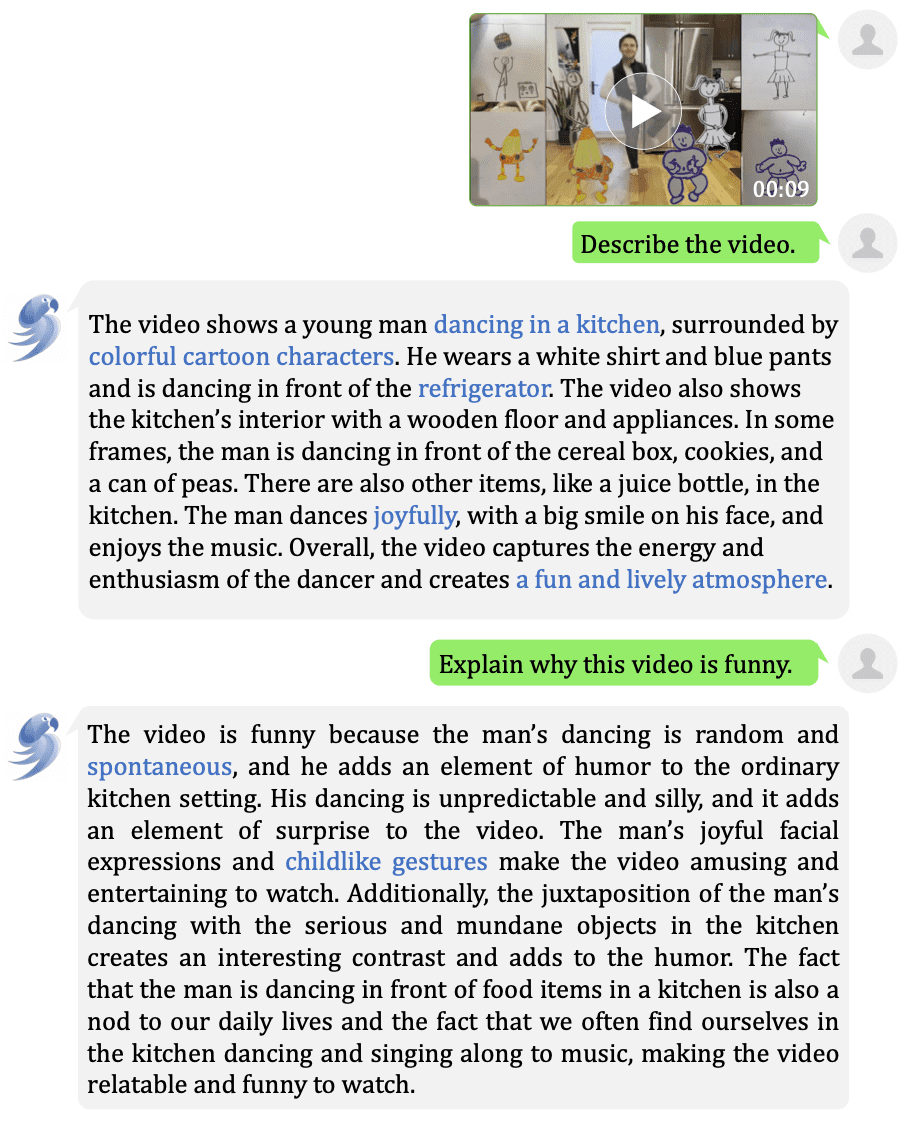 00:09
Describe the video.
The video shows a young man dancing in a kitchen, surrounded by
colorful cartoon characters. He wears a white shirt and blue pants
and is dancing in front of the refrigerator. The video also shows
the kitchen’s interior with a wooden floor and appliances. In some
frames, the man is dancing in front of the cereal box, cookies, and
a can of peas. There are also other items, like a juice bottle, in the
kitchen. The man dances joyfully, with a big smile on his face, and
enjoys the music. Overall, the video captures the energy and
enthusiasm of the dancer and creates a fun and lively atmosphere.
Explain why this video is funny.
The video is funny because the man’s dancing is random and
spontaneous, and he adds an element of humor to the ordinary
kitchen setting. His dancing is unpredictable and silly, and it adds
an element of surprise to the video. The man’s joyful facial
expressions and childlike gestures make the video amusing and
entertaining to watch. Additionally, the juxtaposition of the man’s
dancing with the serious and mundane objects in the kitchen
creates an interesting contrast and adds to the humor. The fact
that the man is dancing in front of food items in a kitchen is also a
nod to our daily lives and the fact that we often find ourselves in
the kitchen dancing and singing along to music, making the video
relatable and funny to watch.